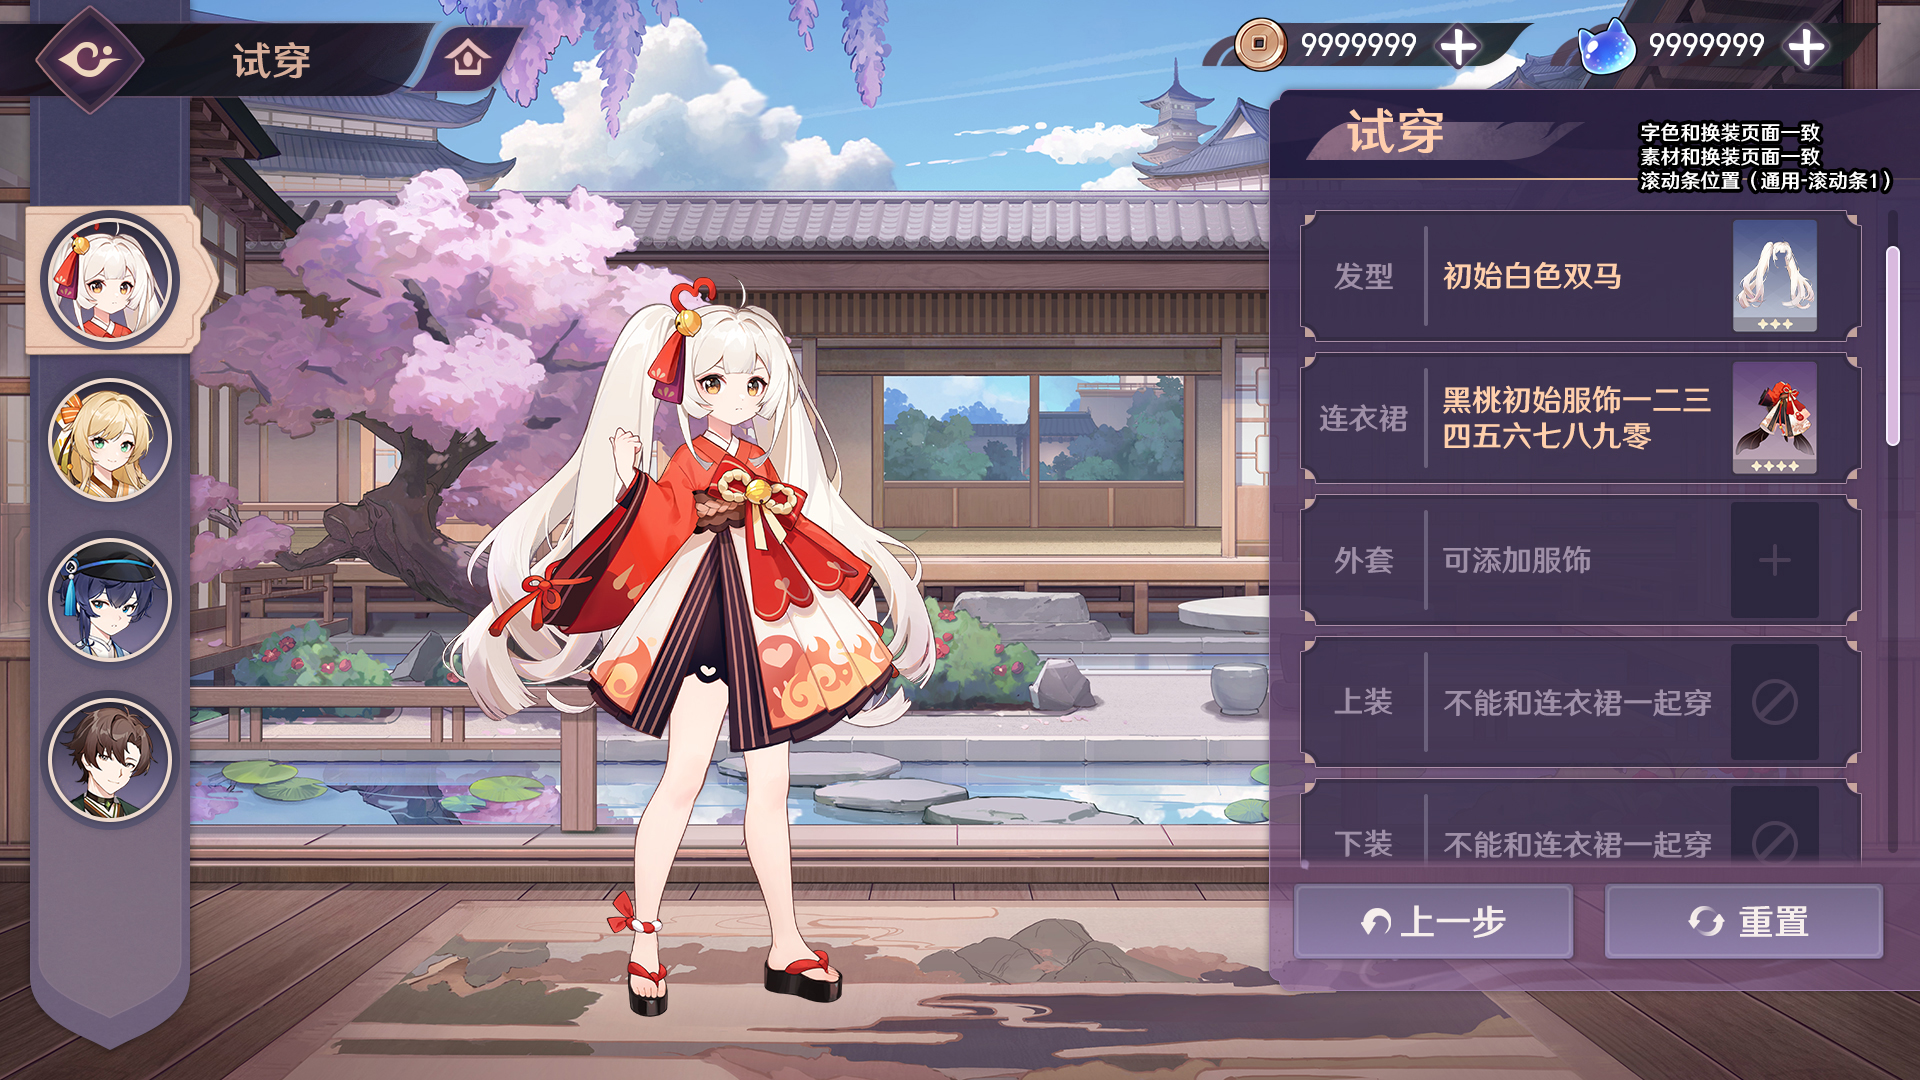 试穿
9999999
9999999
试穿
字色和换装页面一致
素材和换装页面一致
滚动条位置（通用-滚动条1）
发型
初始白色双马
连衣裙
黑桃初始服饰一二三
四五六七八九零
外套
可添加服饰
上装
不能和连衣裙一起穿
下装
不能和连衣裙一起穿
上一步
重置